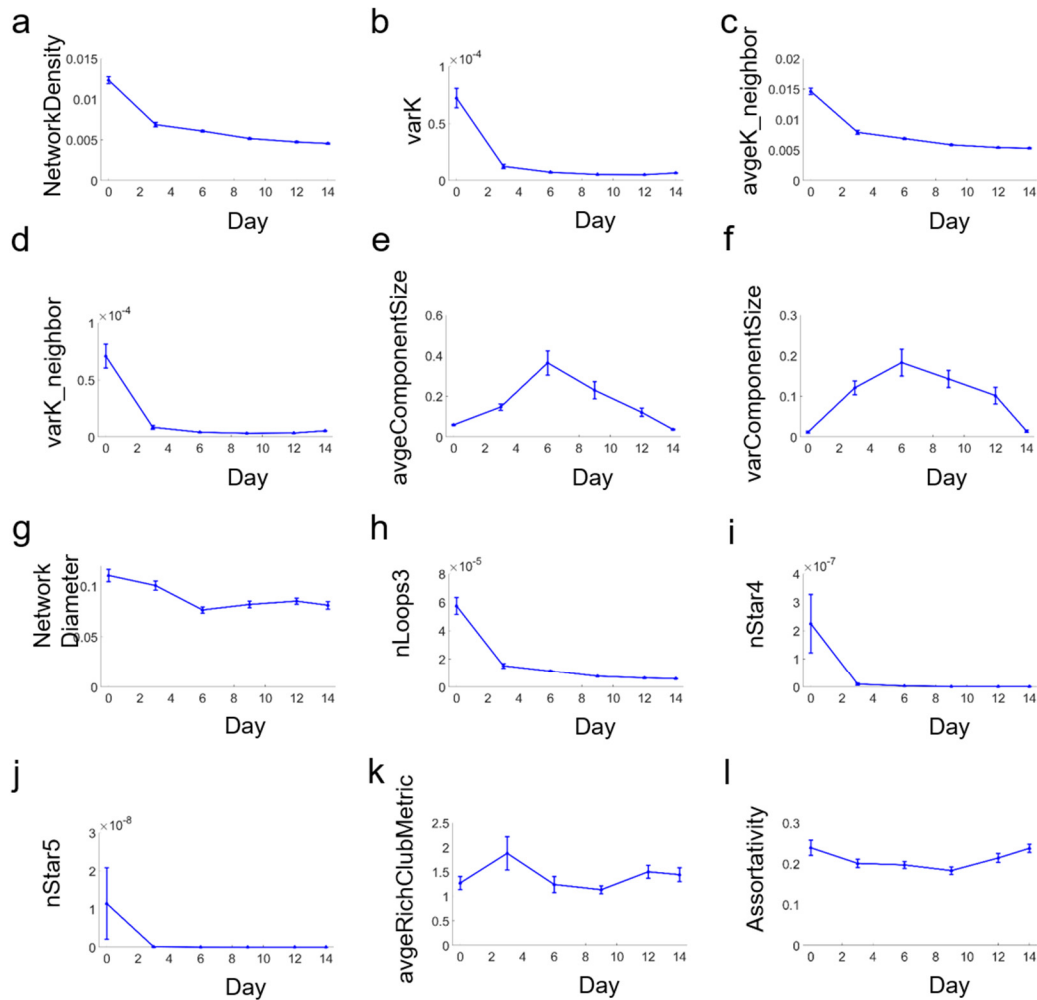 a
NetworkDensity
0.015
0.01
0.005
0
0 2 4 6 8 10 12 14
Day
b
varK
×10⁻⁴
1
0.5
0
0 2 4 6 8 10 12 14
Day
c
avgeK_neighbor
0.02
0.015
0.01
0.005
0
0 2 4 6 8 10 12 14
Day
d
varK_neighbor
×10⁻⁴
1
0.5
0
0 2 4 6 8 10 12 14
Day
e
avgeComponentSize
0.6
0.4
0.2
0
0 2 4 6 8 10 12 14
Day
f
varComponentSize
0.3
0.2
0.1
0
0 2 4 6 8 10 12 14
Day
g
Network
Diameter
0.1
0.05
0
0 2 4 6 8 10 12 14
Day
h
nLoops3
×10⁻⁵
8
6
4
2
0
0 2 4 6 8 10 12 14
Day
i
nStar4
×10⁻⁷
4
3
2
1
0
0 2 4 6 8 10 12 14
Day
j
nStar5
×10⁻⁸
3
2
1
0
0 2 4 6 8 10 12 14
Day
k
avgeRichClubMetric
2.5
2
1.5
1
0.5
0
0 2 4 6 8 10 12 14
Day
l
Assortativity
0.3
0.2
0.1
0
0 2 4 6 8 10 12 14
Day